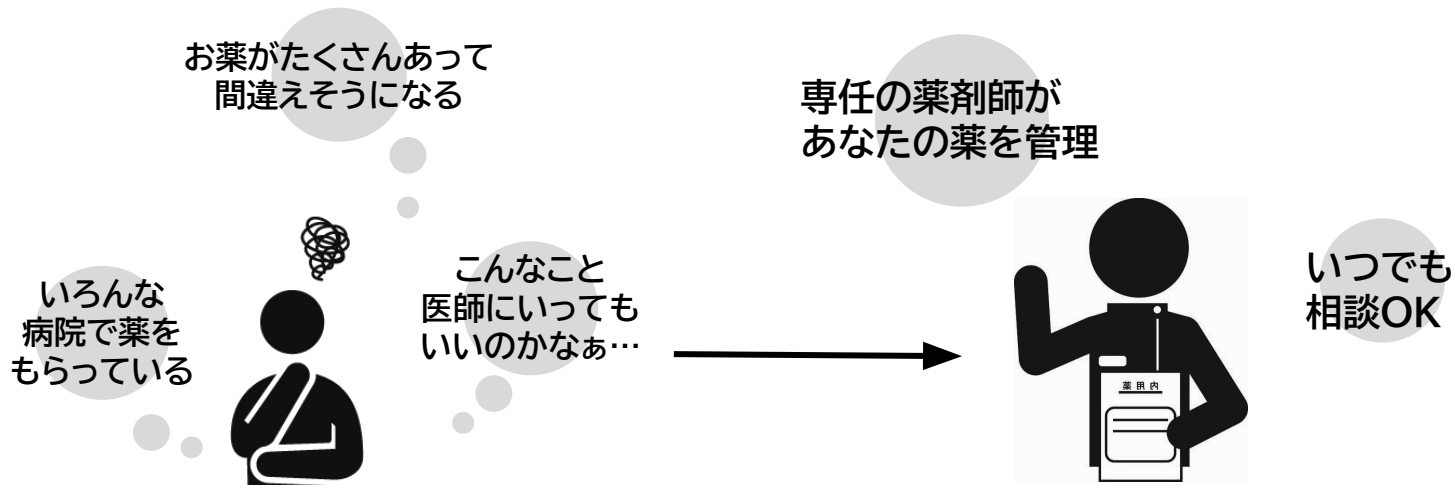 お薬がたくさんあって
間違えそうになる
いろんな
病院で薬を
もらっている
こんなこと
医師にいっても
いいのかなぁ…
専任の薬剤師が
あなたの薬を管理
薬用内
いつでも
相談OK